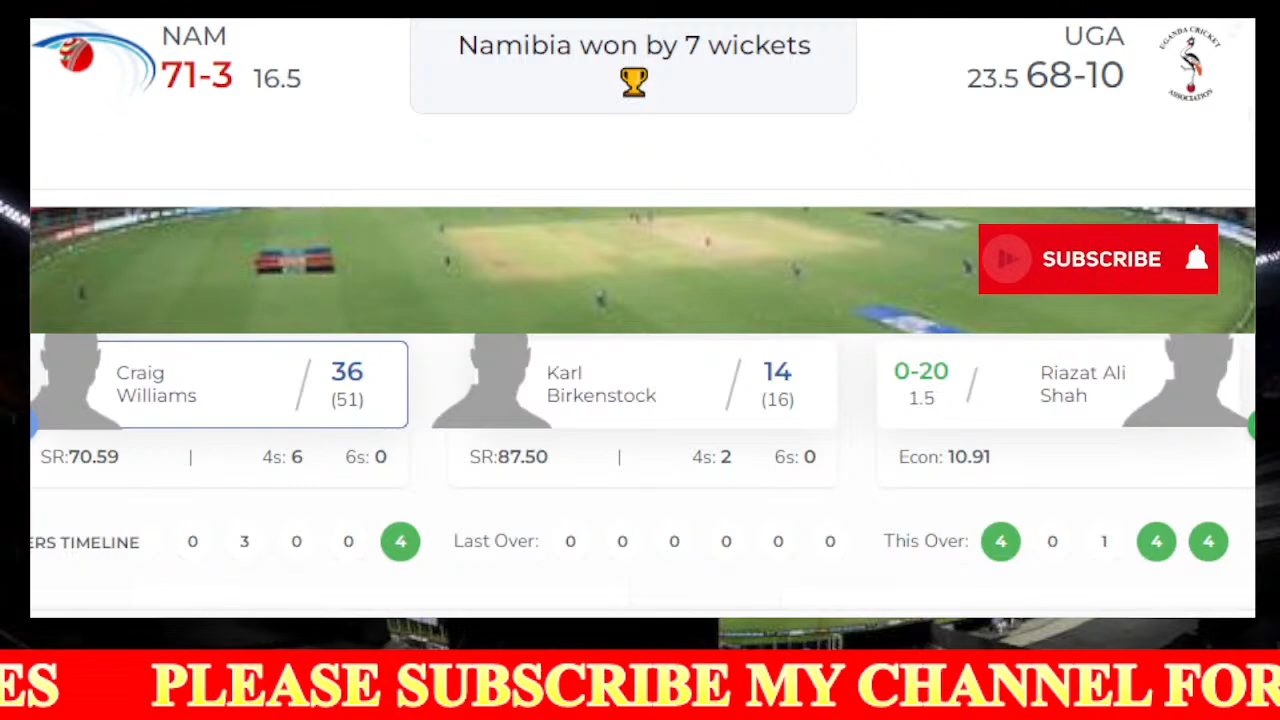 NAM
71-3 16.5
Namibia won by 7 wickets
UGA
23.5 68-10
UGANDA CRICKET
ASSOCIATION
SUBSCRIBE
Craig
Williams
36
(51)
Karl
Birkenstock
14
(16)
0-20
1.5
Riazat Ali
Shah
SR:70.59 | 4s: 6 6s: 0
SR:87.50 | 4s: 2 6s: 0
Econ: 10.91
ERS TIMELINE 0 3 0 0 4 Last Over: 0 0 0 0 0 0 This Over: 4 0 1 4 4
ES PLEASE SUBSCRIBE MY CHANNEL FOR